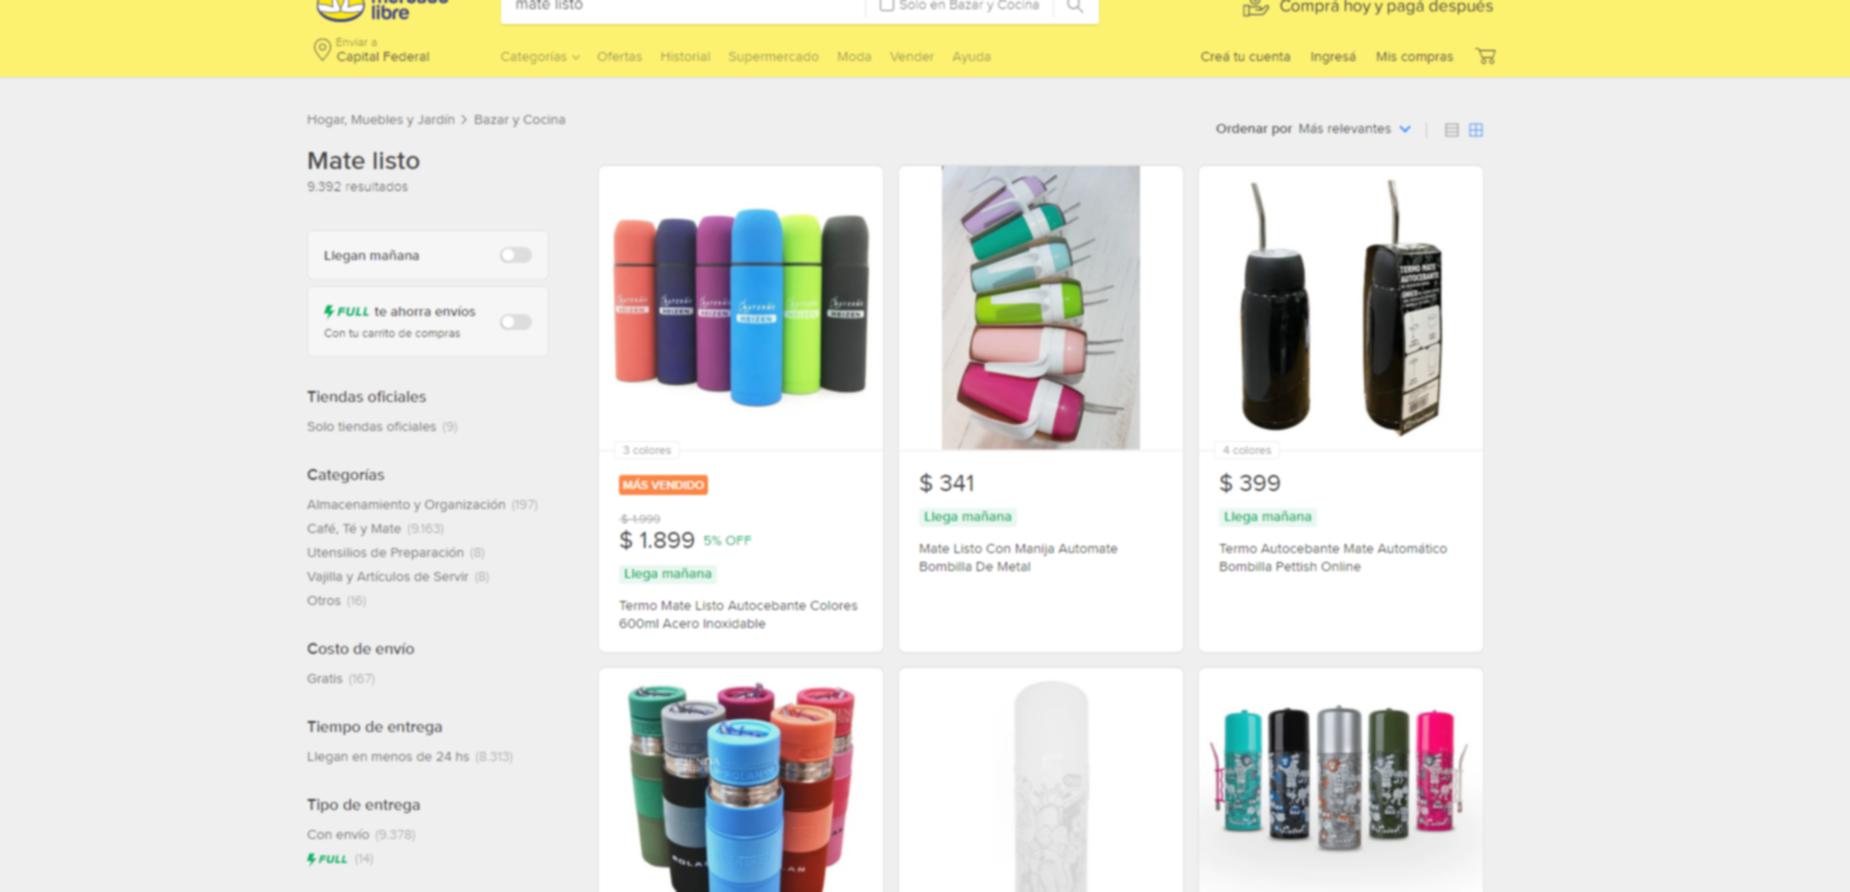 libre
mate listo
Solo en Bazar y Cocina
Comprá hoy y pagá después
Enviar a
Capital Federal
Categorías
Ofertas
Historial
Supermercado
Moda
Vender
Ayuda
Creá tu cuenta
Ingresá
Mis compras
Hogar, Muebles y Jardín > Bazar y Cocina
Ordenar por Más relevantes
Mate listo
9.392 resultados
Llegan mañana
FULL te ahorra envíos
Con tu carrito de compras
Tiendas oficiales
Solo tiendas oficiales (9)
Categorías
Almacenamiento y Organización (197)
Café, Té y Mate (9.163)
Utensilios de Preparación (8)
Vajilla y Artículos de Servir (8)
Otros (16)
Costo de envío
Gratis (167)
Tiempo de entrega
Llegan en menos de 24 hs (8.313)
Tipo de entrega
Con envío (9.378)
FULL (14)
3 colores
MÁS VENDIDO
$ 1.999
$ 1.899 5% OFF
Llega mañana
Termo Mate Listo Autocebante Colores
600ml Acero Inoxidable
$ 341
Llega mañana
Mate Listo Con Manija Automate
Bombilla De Metal
TERMO MATE
AUTOCEBANTE
4 colores
$ 399
Llega mañana
Termo Autocebante Mate Automático
Bombilla Pettish Online